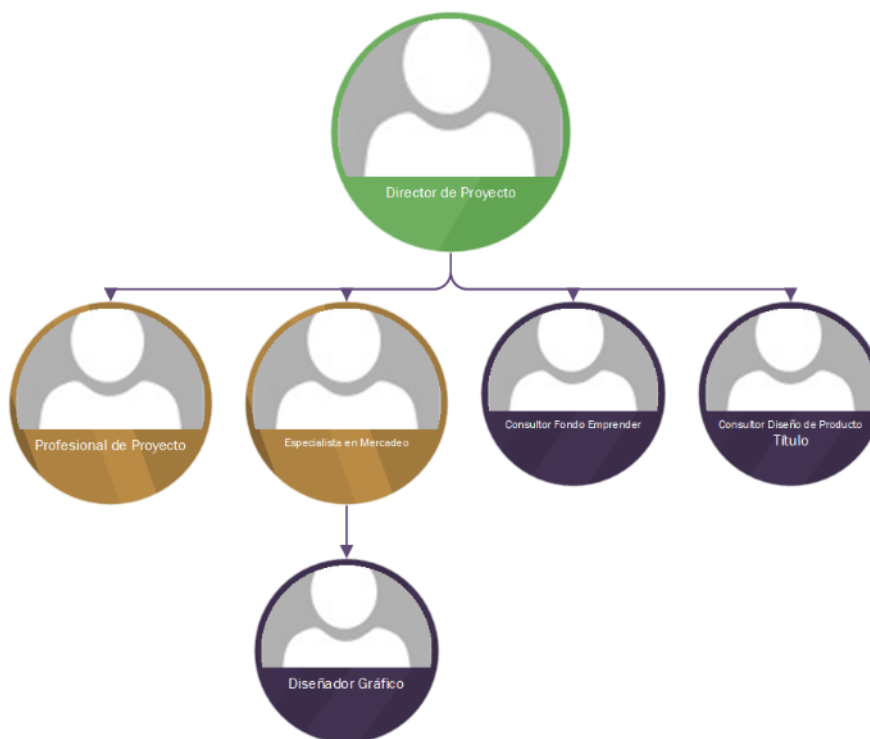 Director de Proyecto
Profesional de Proyecto
Especialista en Mercadeo
Consultor Fondo Emprender
Consultor Diseño de Producto
Título
Diseñador Gráfico